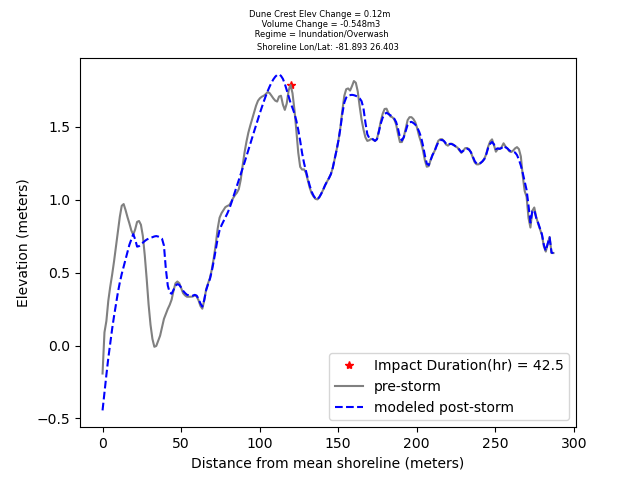 Dune Crest Elev Change = 0.12m
Volume Change = -0.548m3
Regime = Inundation/Overwash
Shoreline Lon/Lat: -81.893 26.403
Elevation (meters)
1.5
1.0
0.5
0.0
−0.5
Impact Duration(hr) = 42.5
pre-storm
modeled post-storm
0 50 100 150 200 250 300
Distance from mean shoreline (meters)